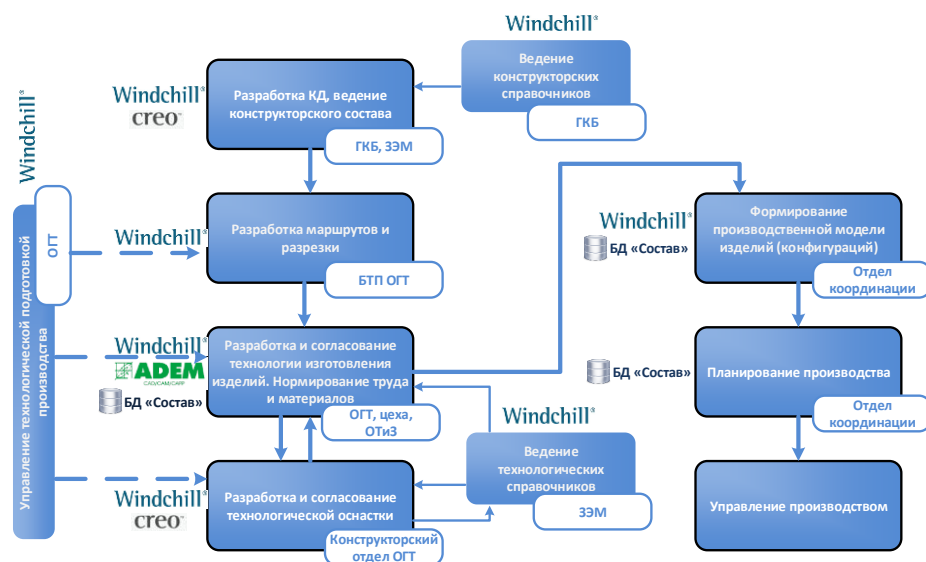 Windchill®
Ведение
конструкторских
справочников
ГКБ
Windchill®
creo™
Разработка КД, ведение
конструкторского состава
ГКБ, ЗЭМ
Windchill®
Управление технологической подготовкой
производства
ОГТ
Windchill®
Разработка маршрутов и
разрезки
БТП ОГТ
Windchill®
БД «Состав»
Формирование
производственной модели
изделий (конфигураций)
Отдел
координации
Windchill®
ADEM
CAD/CAM/CAPP
БД «Состав»
Разработка и согласование
технологии изготовления
изделий. Нормирование труда
и материалов
ОГТ, цеха,
ОТиЗ
БД «Состав»
Планирование производства
Отдел
координации
Windchill®
Ведение
технологических
справочников
ЗЭМ
Windchill®
creo™
Разработка и согласование
технологической оснастки
Конструкторский
отдел ОГТ
Управление производством